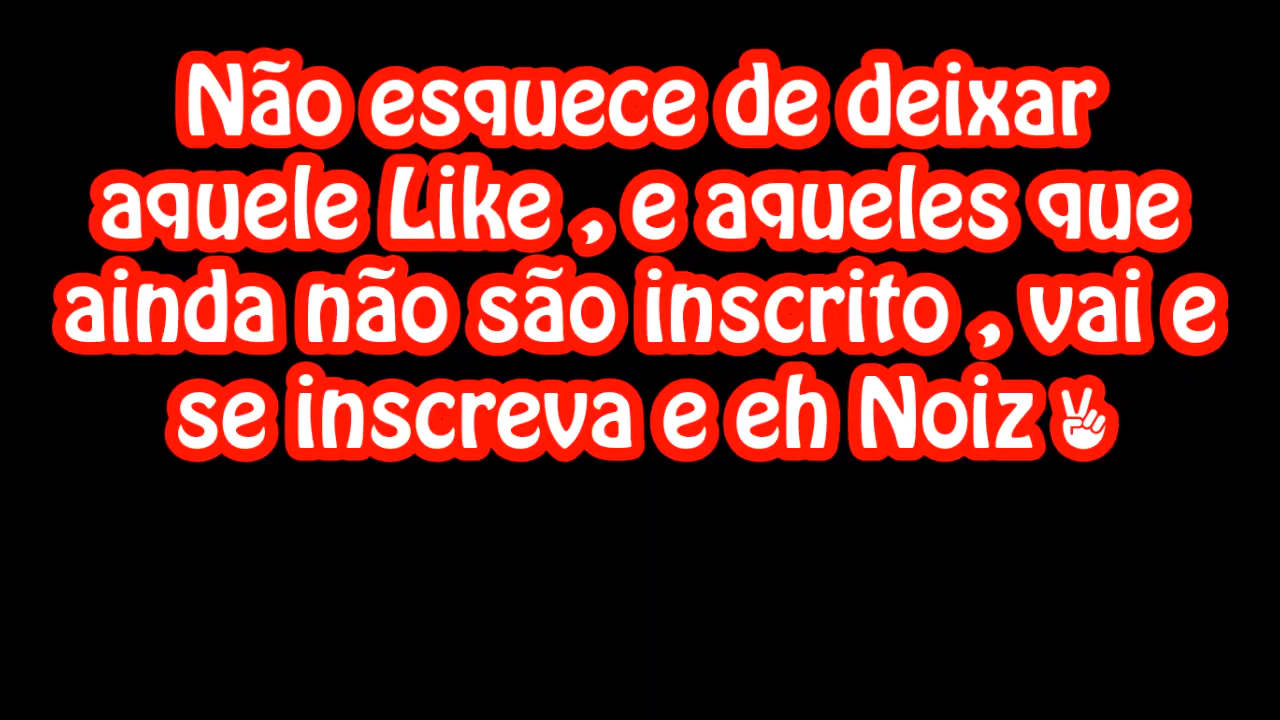 Não esquece de deixar
aquele Like , e aqueles que
ainda não são inscrito , vai e
se inscreva e eh Noiz ✌